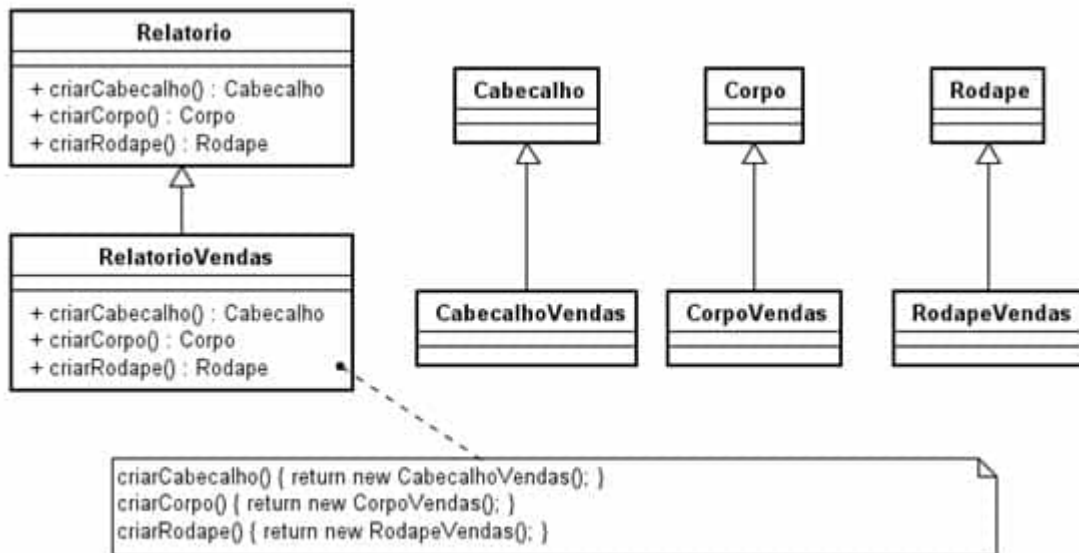 Relatorio
+ criarCabecalho() : Cabecalho
+ criarCorpo() : Corpo
+ criarRodape() : Rodape
Cabecalho
Corpo
Rodape
RelatorioVendas
+ criarCabecalho() : Cabecalho
+ criarCorpo() : Corpo
+ criarRodape() : Rodape
CabecalhoVendas
CorpoVendas
RodapeVendas
criarCabecalho() { return new CabecalhoVendas(); }
criarCorpo() { return new CorpoVendas(); }
criarRodape() { return new RodapeVendas(); }